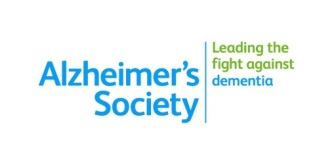 Alzheimer's
Society
Leading the
fight against
dementia